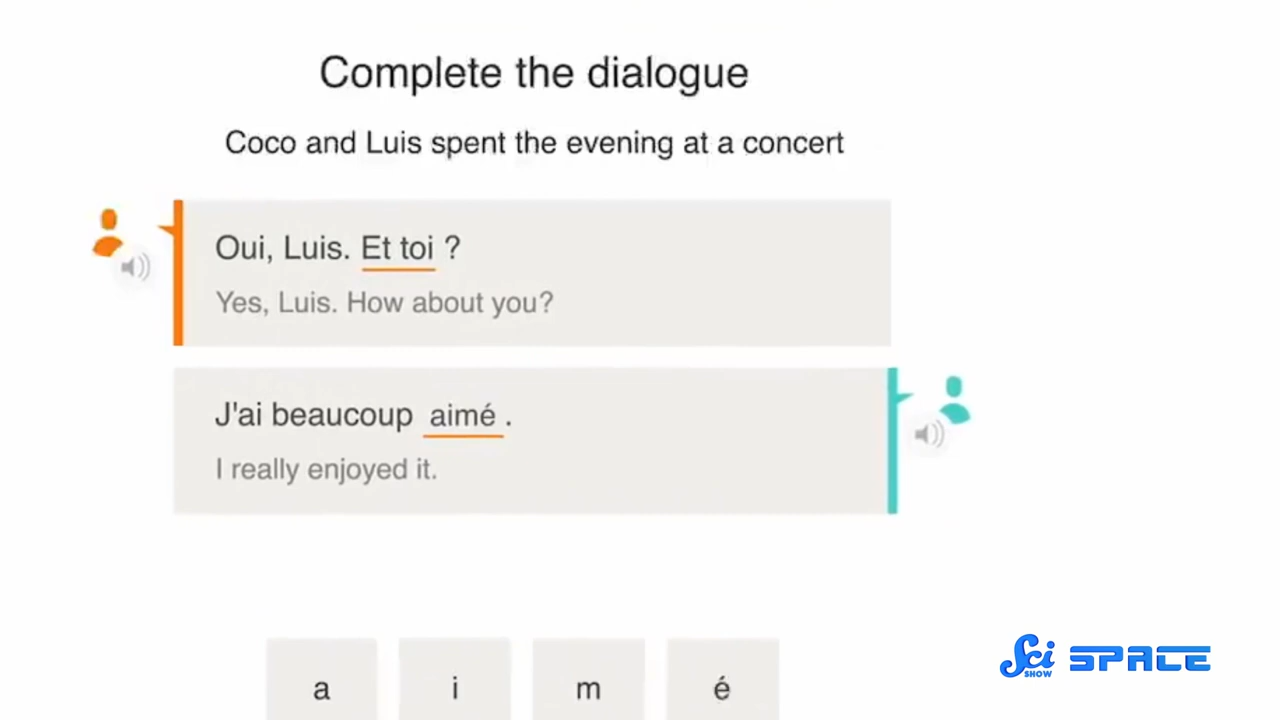 Complete the dialogue
Coco and Luis spent the evening at a concert
Oui, Luis. Et toi ?
Yes, Luis. How about you?
J'ai beaucoup aimé .
I really enjoyed it.
a i m é
Sci SHOW SPACE